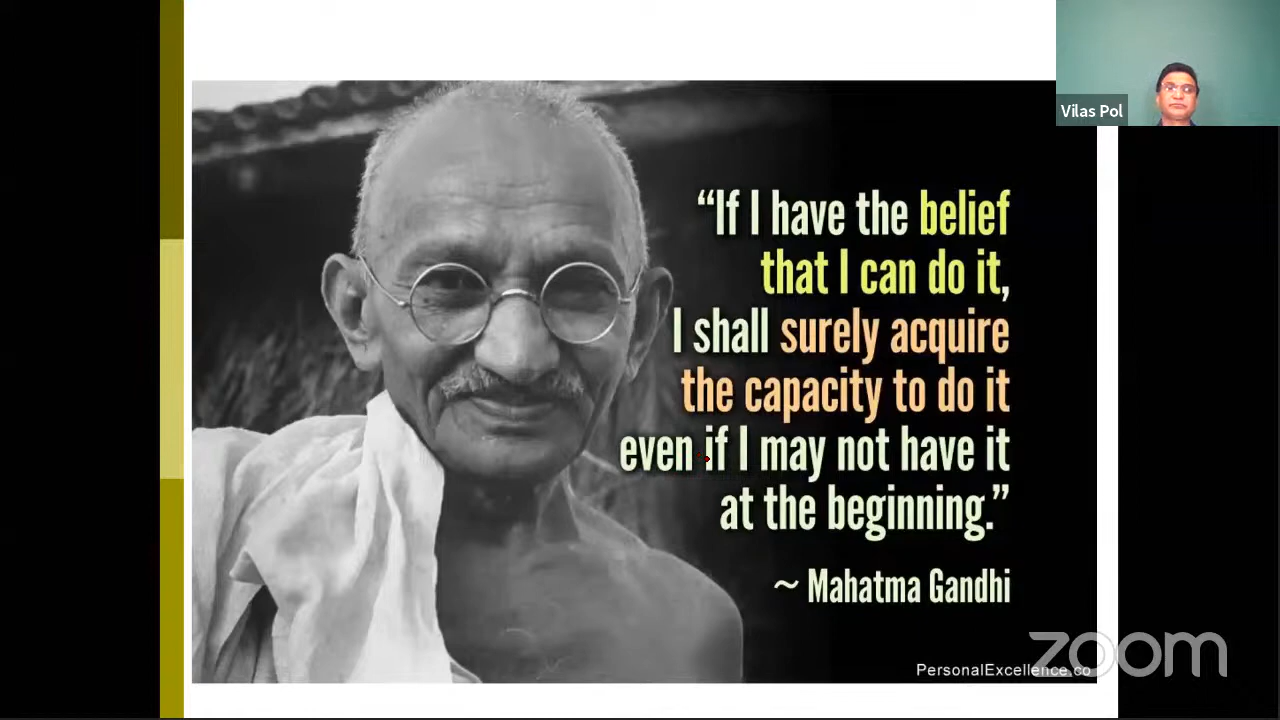 Vilas Pol
“If I have the belief
that I can do it,
I shall surely acquire
the capacity to do it
even if I may not have it
at the beginning.”
~ Mahatma Gandhi
PersonalExcellence.co
zoom